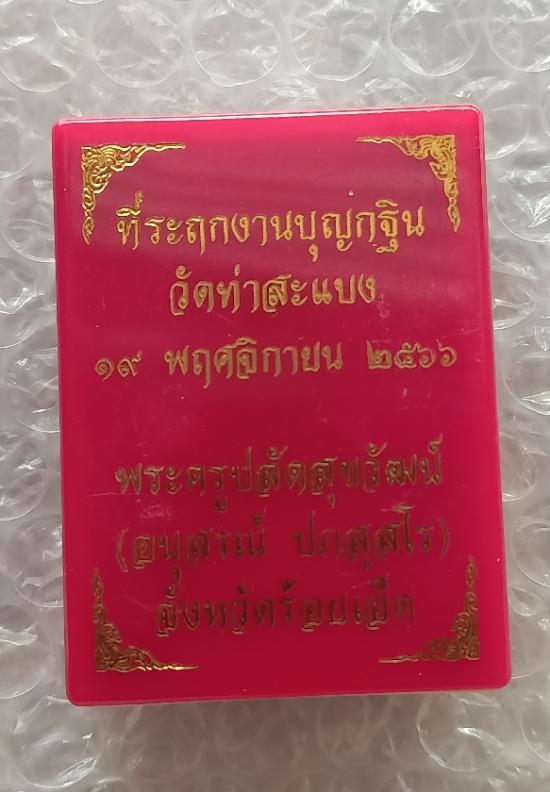 ที่ระฤกงานบุญกฐิน
วัดท่าสะแบง
๑๙ พฤศจิกายน ๒๕๖๖
พระครูปลัดสุขวัฒน์
(อนุสรณ์ ปภสฺสโร)
จังหวัดร้อยเอ็ด